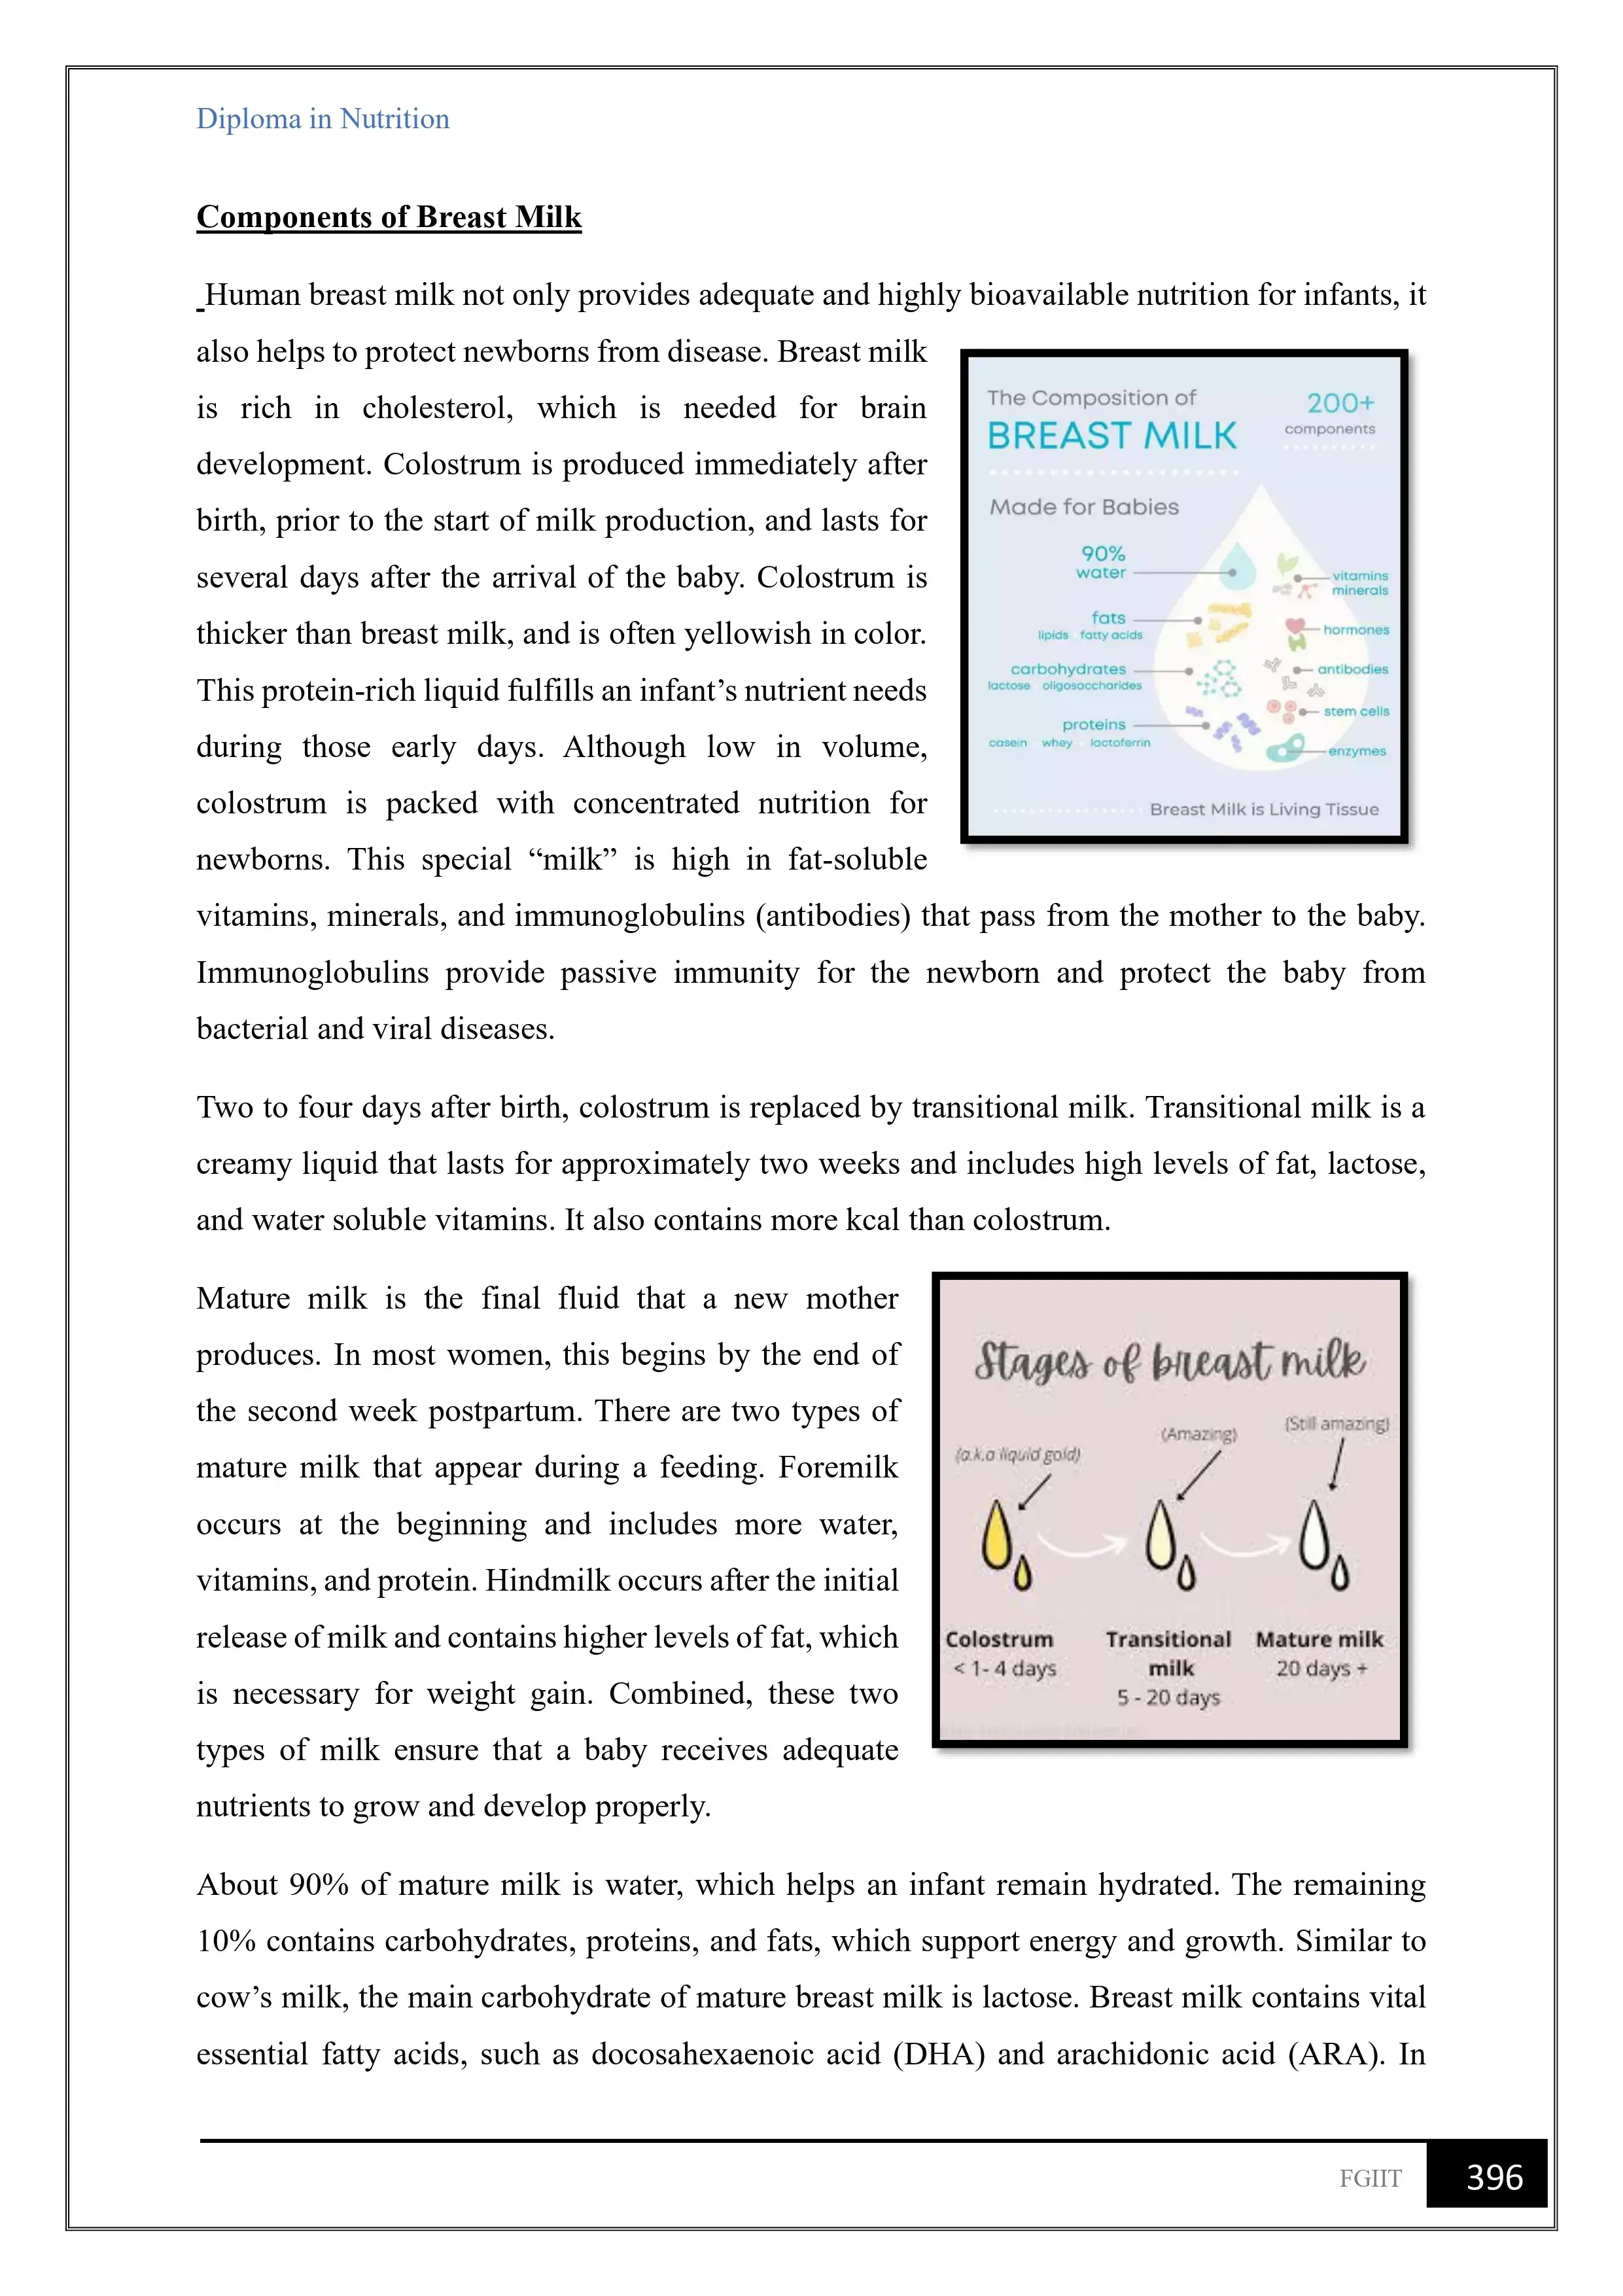 Diploma in Nutrition
Components of Breast Milk
Human breast milk not only provides adequate and highly bioavailable nutrition for infants, it
also helps to protect newborns from disease. Breast milk
is rich in cholesterol, which is needed for brain
development. Colostrum is produced immediately after
birth, prior to the start of milk production, and lasts for
several days after the arrival of the baby. Colostrum is
thicker than breast milk, and is often yellowish in color.
This protein-rich liquid fulfills an infant’s nutrient needs
during those early days. Although low in volume,
colostrum is packed with concentrated nutrition for
newborns. This special “milk” is high in fat-soluble
vitamins, minerals, and immunoglobulins (antibodies) that pass from the mother to the baby.
Immunoglobulins provide passive immunity for the newborn and protect the baby from
bacterial and viral diseases.
The Composition of
BREAST MILK
200+
components
Made for Babies
90%
water
fats
lipids fatty acids
carbohydrates
lactose oligosaccharides
proteins
casein whey lactoferrin
vitamins
minerals
hormones
antibodies
stem cells
enzymes
Breast Milk is Living Tissue
Two to four days after birth, colostrum is replaced by transitional milk. Transitional milk is a
creamy liquid that lasts for approximately two weeks and includes high levels of fat, lactose,
and water soluble vitamins. It also contains more kcal than colostrum.
Mature milk is the final fluid that a new mother
produces. In most women, this begins by the end of
the second week postpartum. There are two types of
mature milk that appear during a feeding. Foremilk
occurs at the beginning and includes more water,
vitamins, and protein. Hindmilk occurs after the initial
release of milk and contains higher levels of fat, which
is necessary for weight gain. Combined, these two
types of milk ensure that a baby receives adequate
nutrients to grow and develop properly.
Stages of breast milk
(a.k.a liquid gold)
(Amazing)
(Still amazing)
Colostrum
< 1- 4 days
Transitional
milk
5 - 20 days
Mature milk
20 days +
About 90% of mature milk is water, which helps an infant remain hydrated. The remaining
10% contains carbohydrates, proteins, and fats, which support energy and growth. Similar to
cow’s milk, the main carbohydrate of mature breast milk is lactose. Breast milk contains vital
essential fatty acids, such as docosahexaenoic acid (DHA) and arachidonic acid (ARA). In
FGIIT
396